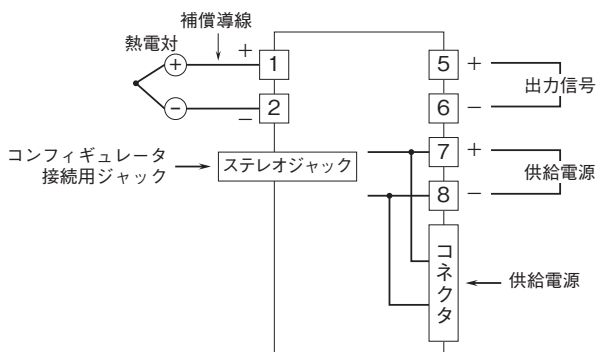 補償導線
熱電対
+
+
1
-
-
2
コンフィギュレータ
接続用ジャック
ステレオジャック
5
+
6
-
出力信号
7
+
8
-
供給電源
コネクタ
供給電源